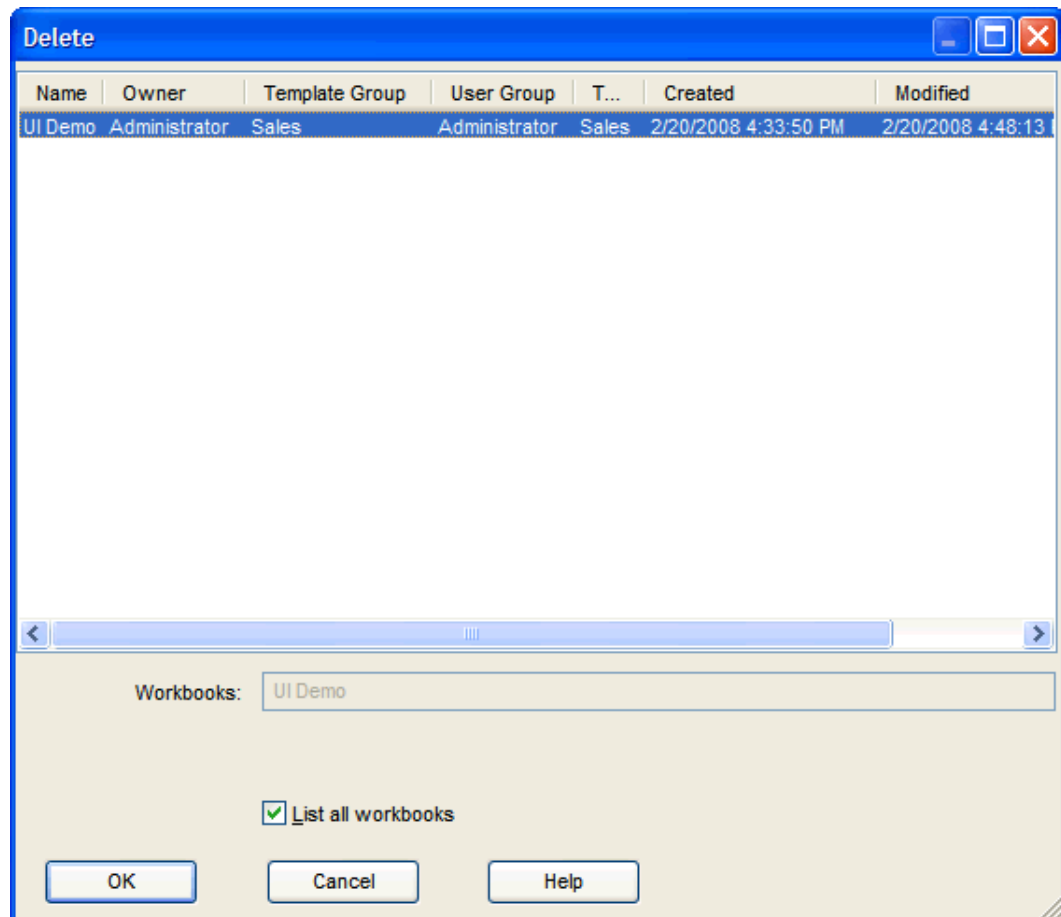 Delete
Name Owner Template Group User Group T... Created Modified
UI Demo Administrator Sales Administrator Sales 2/20/2008 4:33:50 PM 2/20/2008 4:48:13
Workbooks: UI Demo
List all workbooks
OK Cancel Help